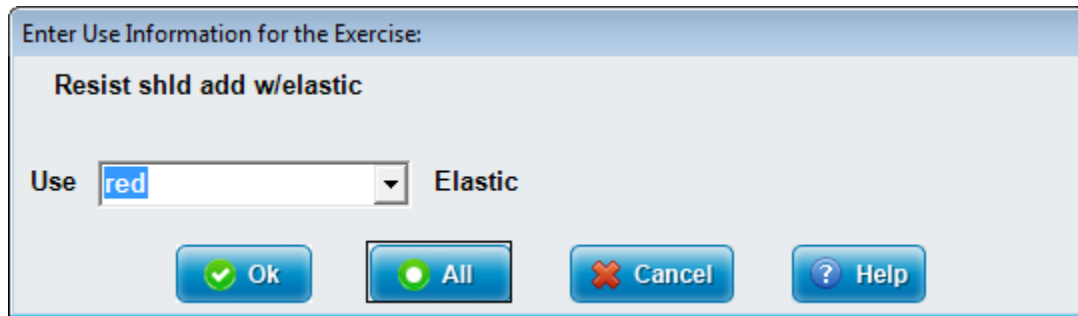 Enter Use Information for the Exercise:
Resist shld add w/elastic
Use red Elastic
Ok All Cancel ? Help